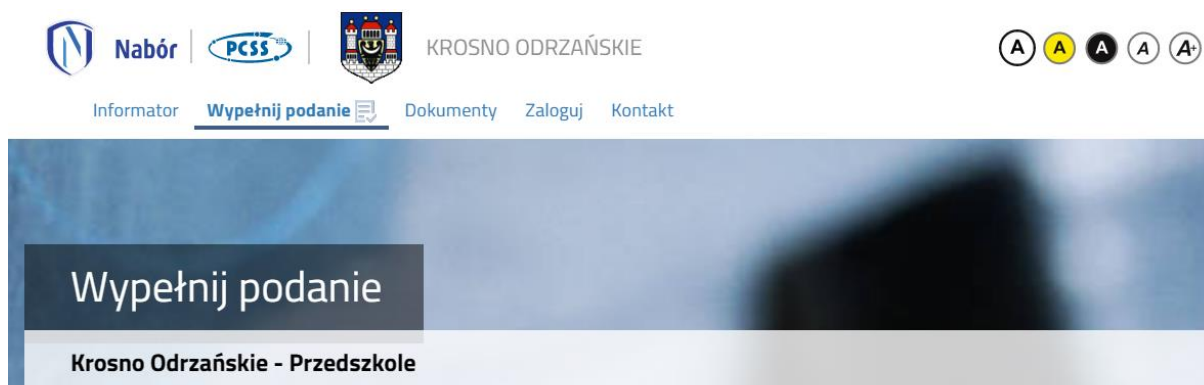 Nabór PCSS KROSNO ODRZAŃSKIE A A A A A+
Informator Wypełnij podanie Dokumenty Zaloguj Kontakt
Wypełnij podanie
Krosno Odrzańskie - Przedszkole